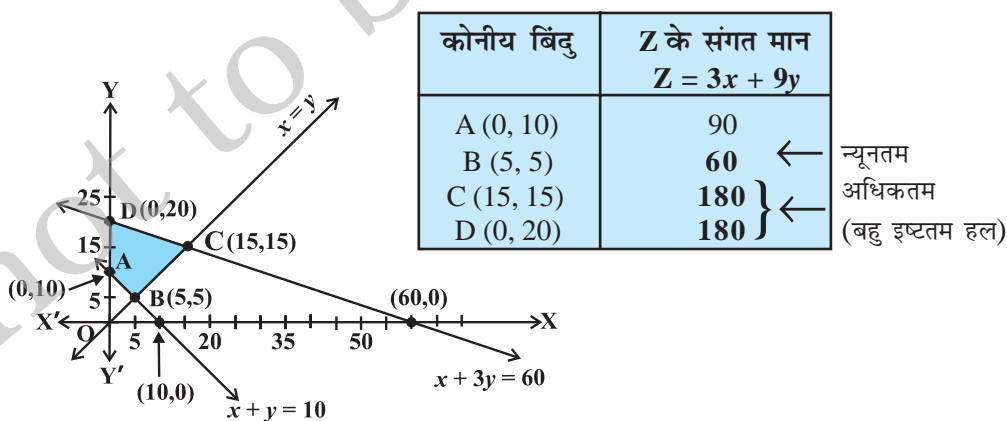 not to b
कोनीय बिंदु
Z के संगत मान
Z = 3x + 9y
A (0, 10)
90
B (5, 5)
60
न्यूनतम
C (15, 15)
180
अधिकतम
D (0, 20)
180
(बहु इष्टतम हल)
Y
x = y
25
D (0,20)
15
C (15,15)
A
(0,10)
5
B (5,5)
(60,0)
X′
O
5
20
35
50
X
Y′
(10,0)
x + y = 10
x + 3y = 60